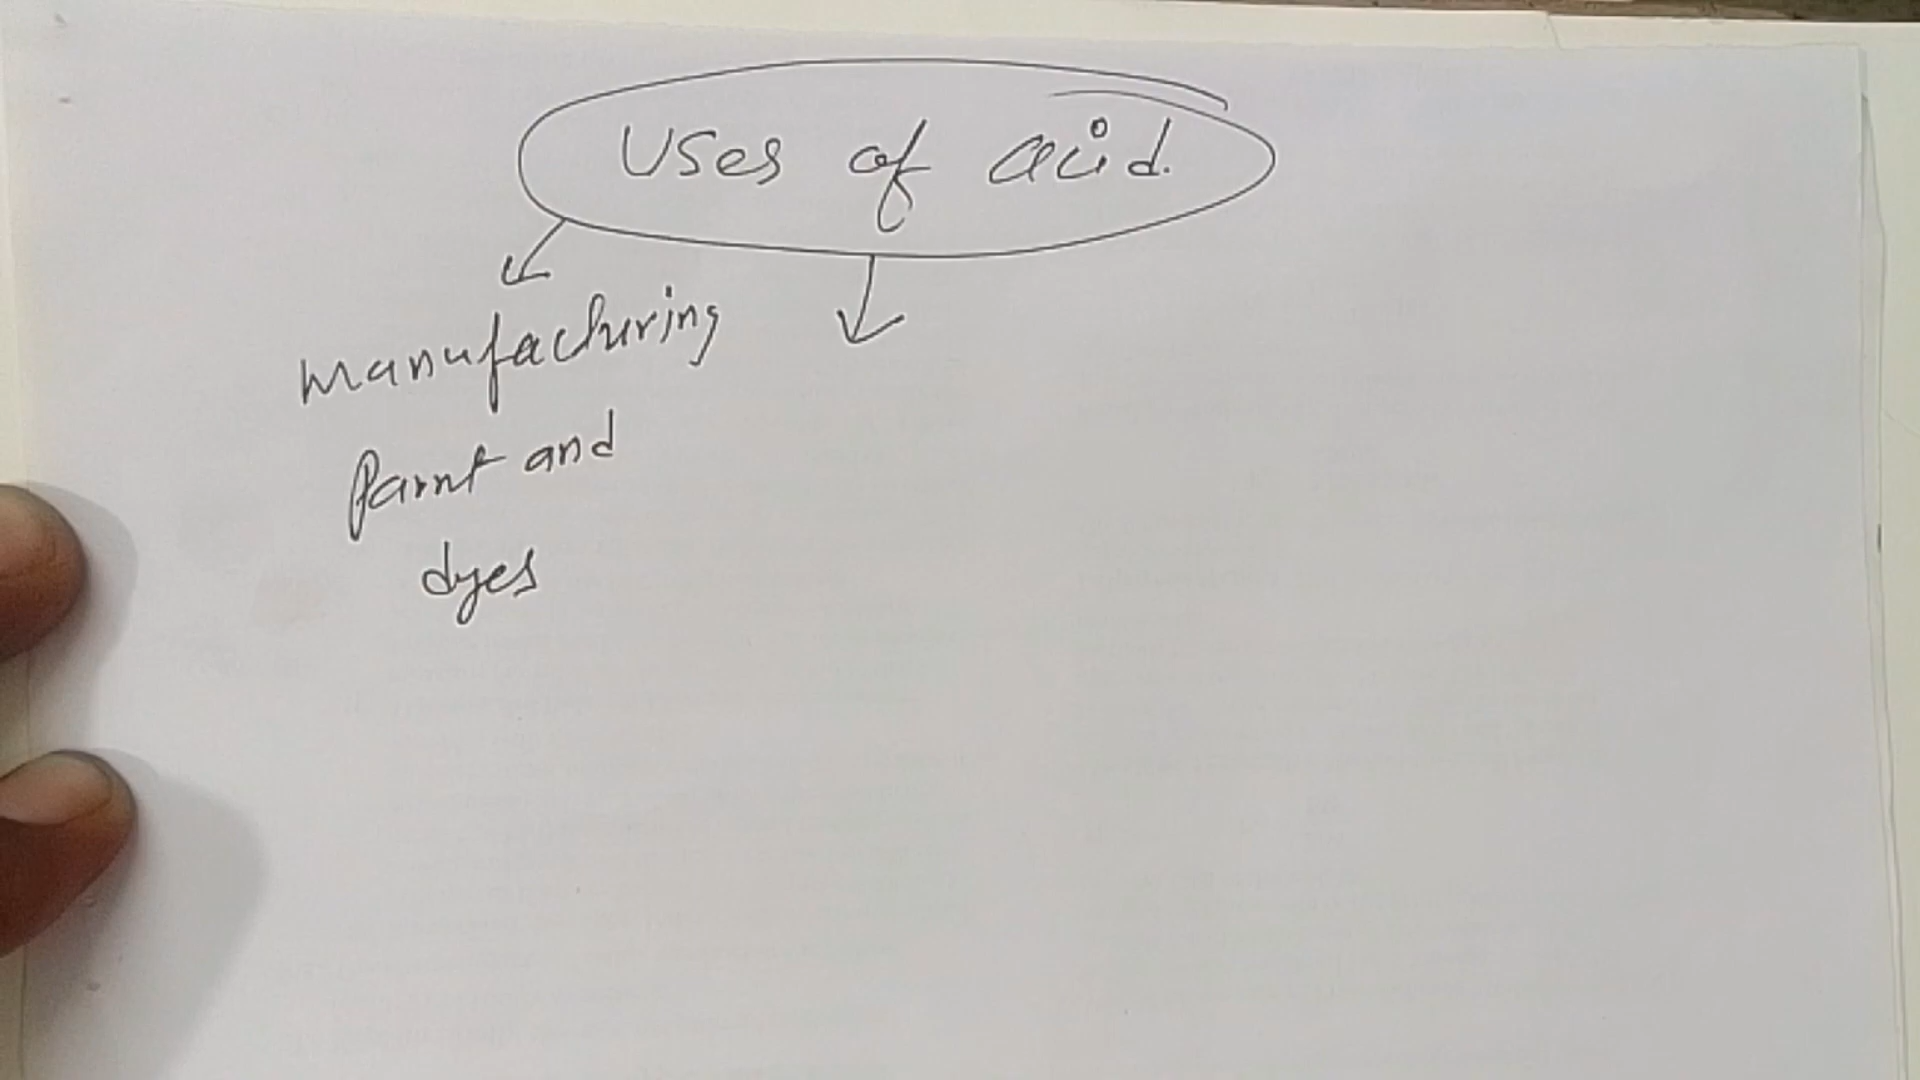 Uses of acid.
manufacturing
Paint and
dyes